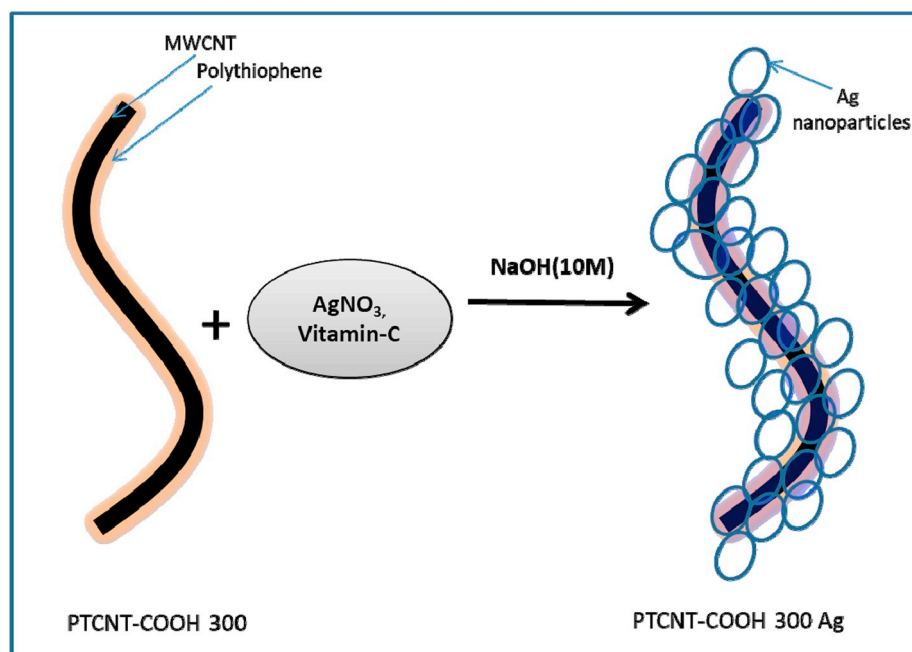 MWCNT
Polythiophene
Ag
nanoparticles
NaOH(10M)
+
AgNO₃,
Vitamin-C
PTCNT-COOH 300
PTCNT-COOH 300 Ag